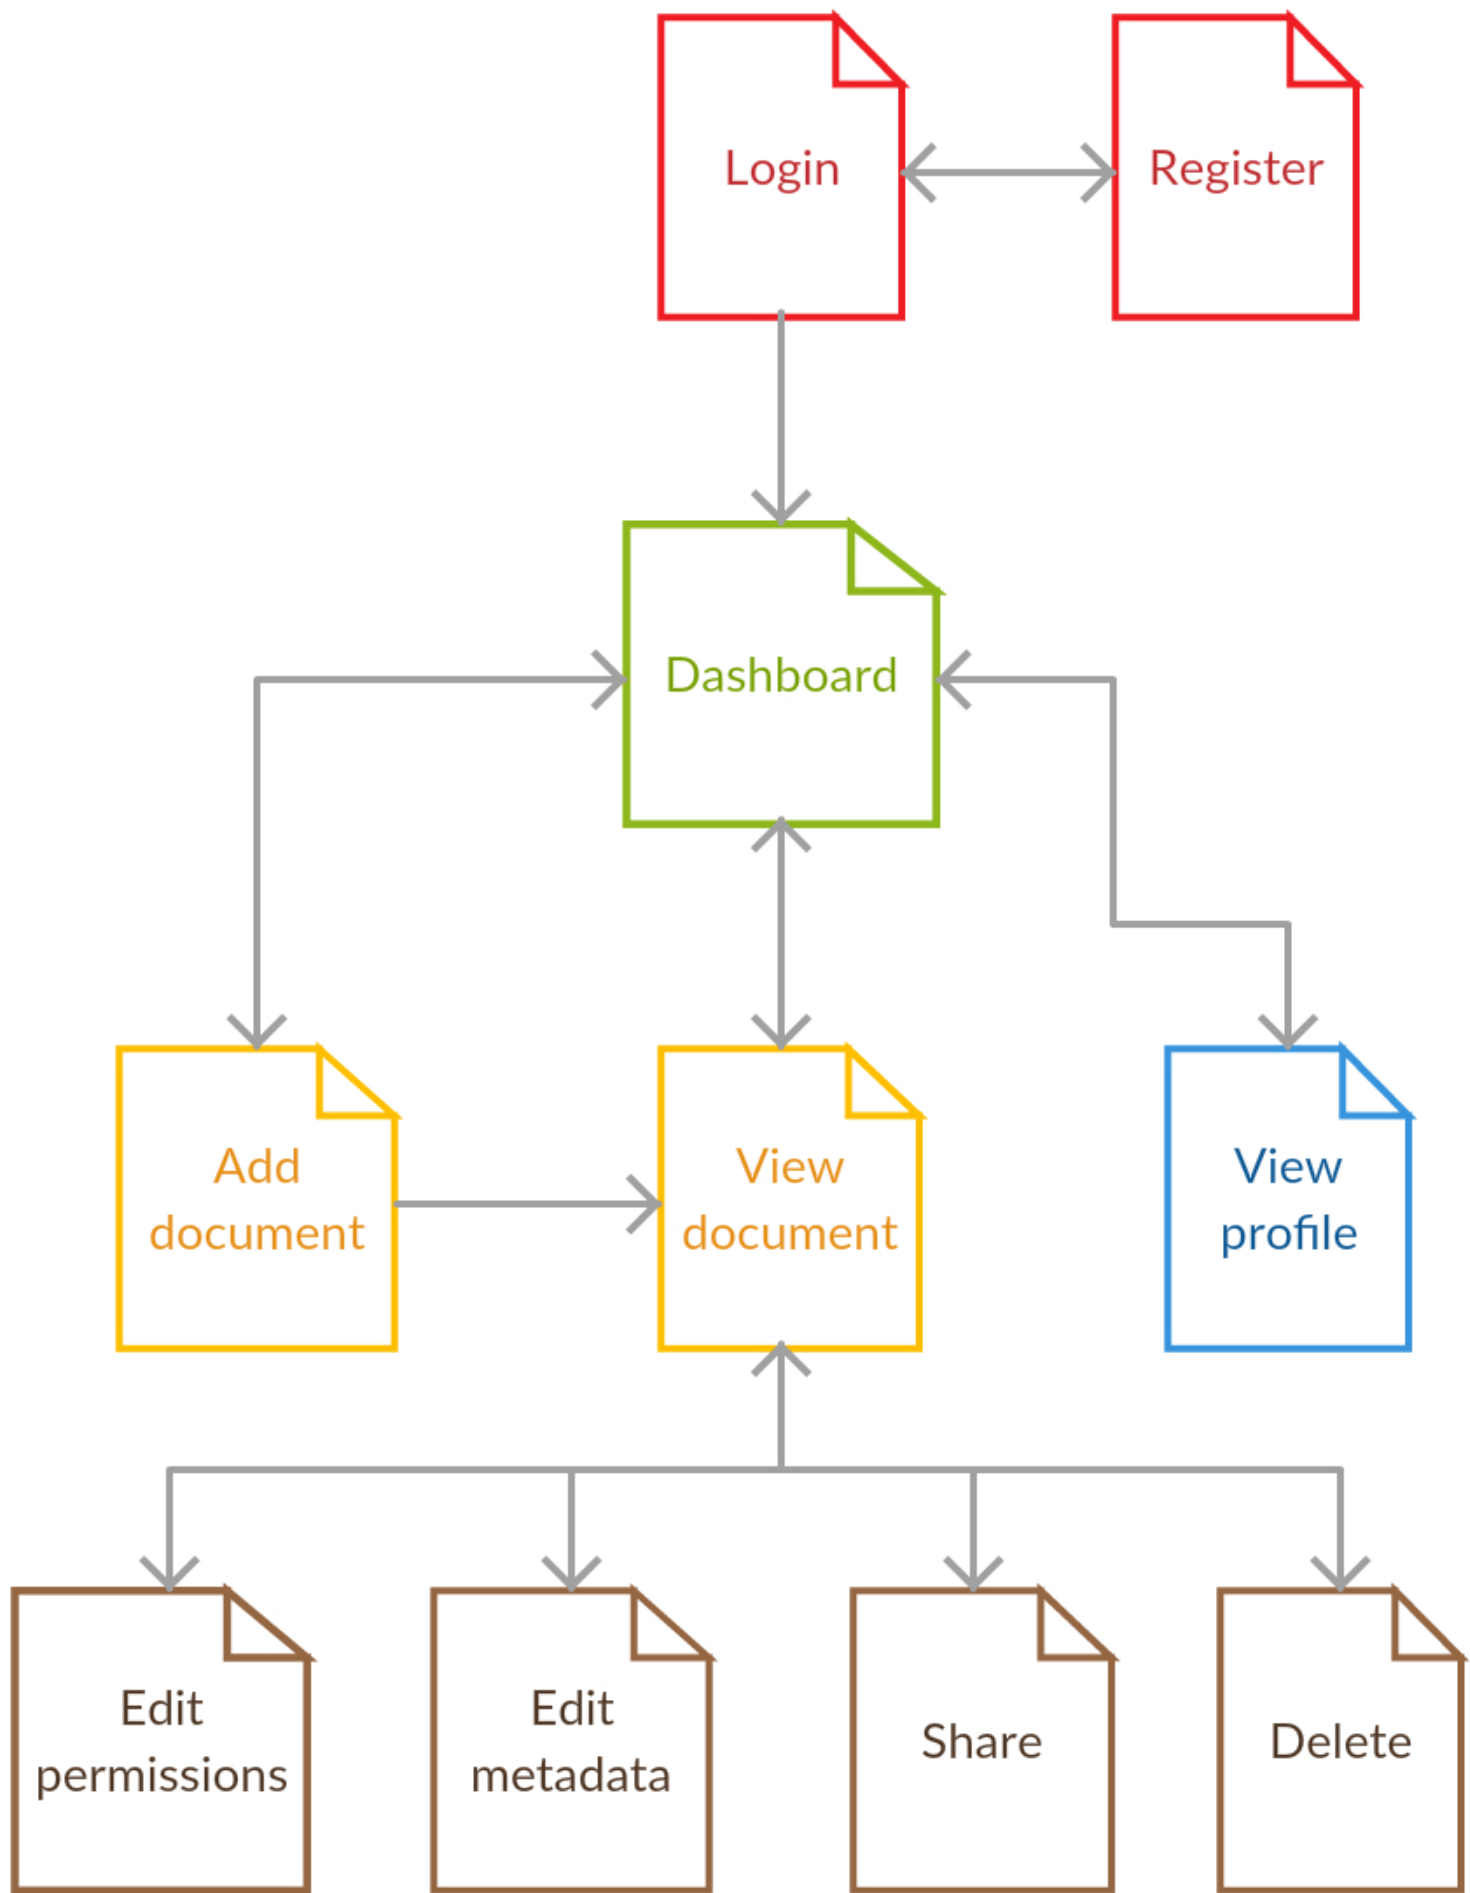 Login
Register
Dashboard
Add
document
View
document
View
profile
Edit
permissions
Edit
metadata
Share
Delete